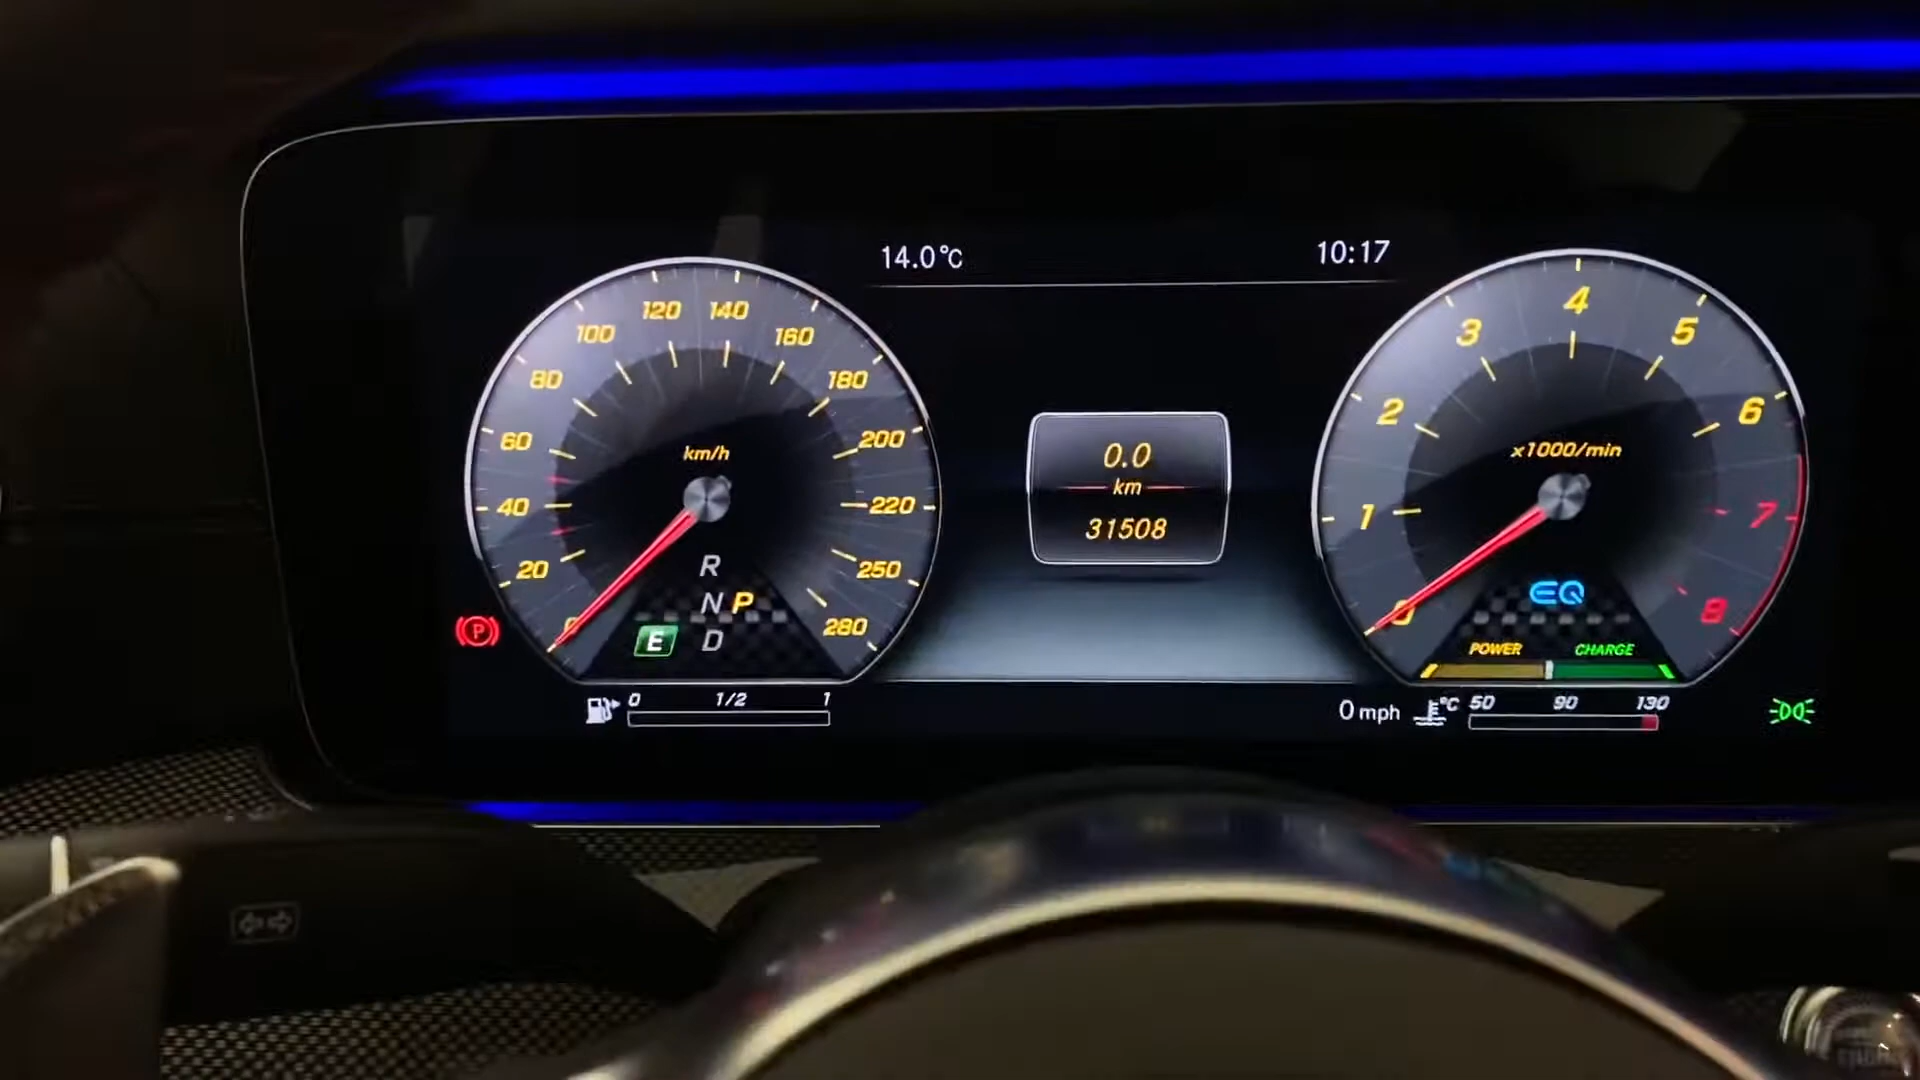 14.0°C
10:17
120 140
100 160
80 180
60 200
km/h
40 220
20 250
0 280
R
N P
E D
0 1/2 1
0.0
km
31508
4
3 5
2 6
x1000/min
1 7
0 8
EQ
POWER CHARGE
0 mph
°C 50 90 130
P